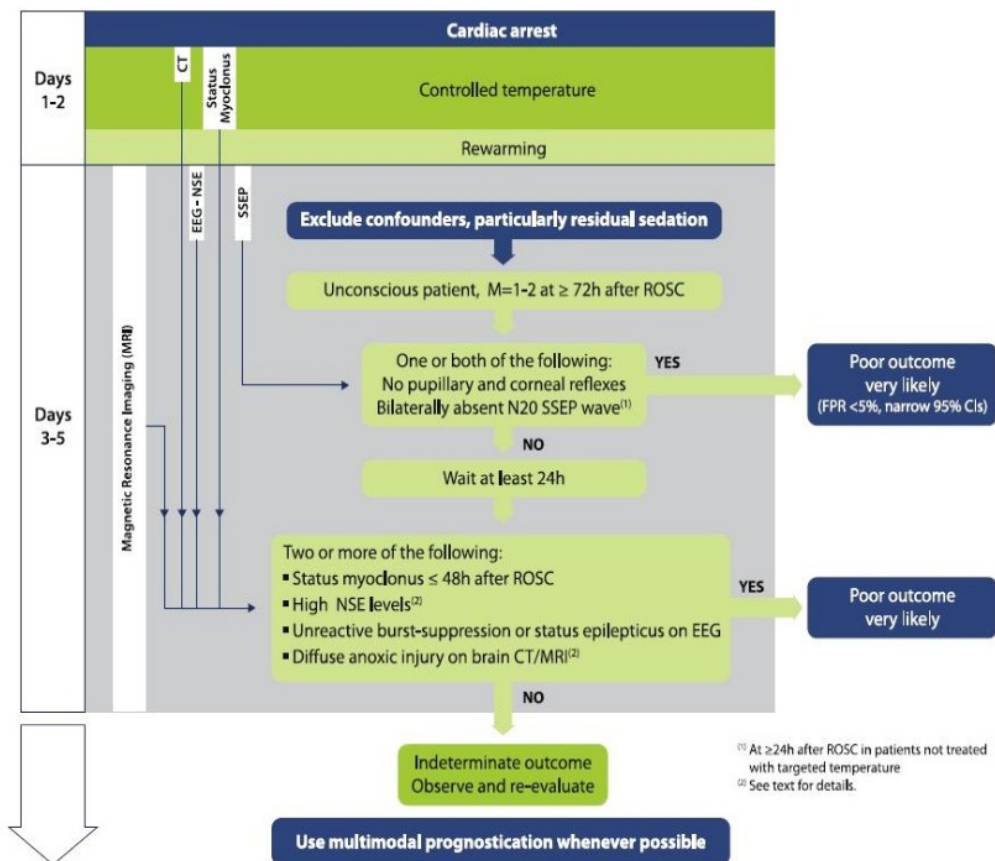 Cardiac arrest
Days
1-2
CT
Status
Myoclonus
Controlled temperature
Rewarming
Days
3-5
Magnetic Resonance Imaging (MRI)
EEG - NSE
SSEP
Exclude confounders, particularly residual sedation
Unconscious patient, M=1-2 at ≥ 72h after ROSC
One or both of the following:
No pupillary and corneal reflexes
Bilaterally absent N20 SSEP wave(1)
YES
Poor outcome
very likely
(FPR <5%, narrow 95% CIs)
NO
Wait at least 24h
Two or more of the following:
▪ Status myoclonus ≤ 48h after ROSC
▪ High NSE levels(2)
▪ Unreactive burst-suppression or status epilepticus on EEG
▪ Diffuse anoxic injury on brain CT/MRI(2)
YES
Poor outcome
very likely
NO
Indeterminate outcome
Observe and re-evaluate
(1) At ≥24h after ROSC in patients not treated
with targeted temperature
(2) See text for details.
Use multimodal prognostication whenever possible